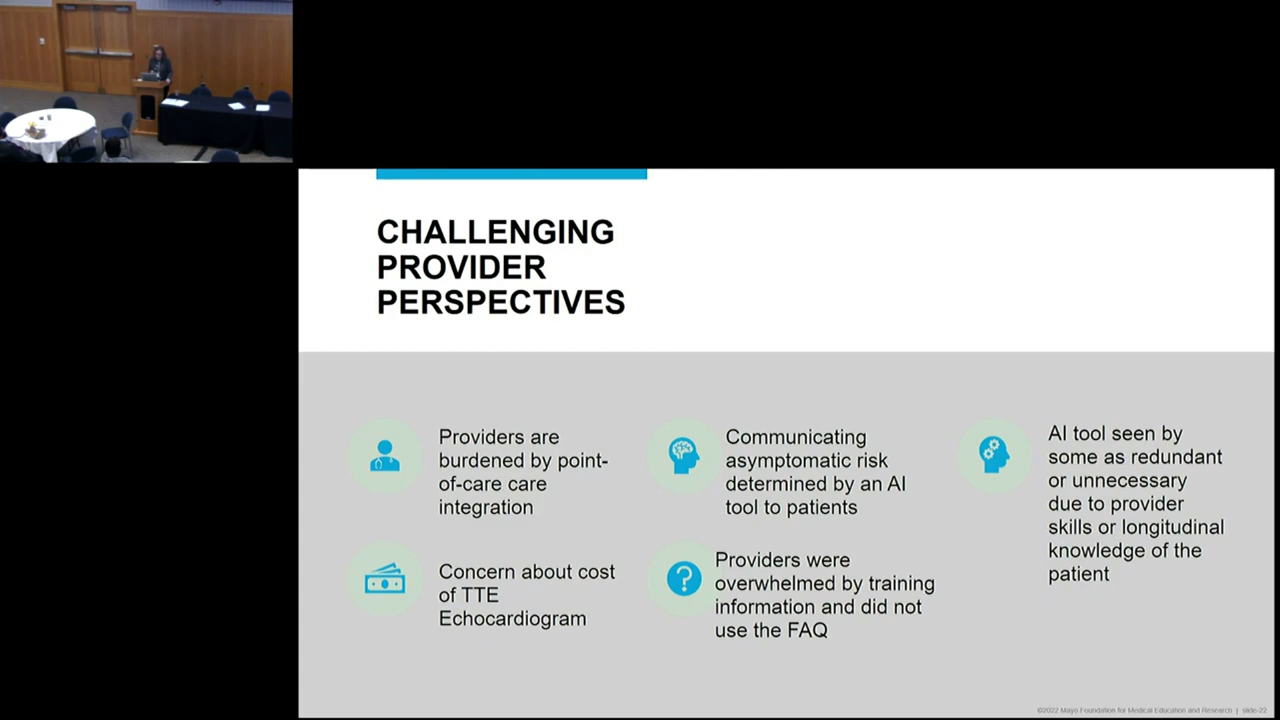 CHALLENGING
PROVIDER
PERSPECTIVES
Providers are
burdened by point-
of-care care
integration
Communicating
asymptomatic risk
determined by an AI
tool to patients
AI tool seen by
some as redundant
or unnecessary
due to provider
skills or longitudinal
knowledge of the
patient
Concern about cost
of TTE
Echocardiogram
Providers were
overwhelmed by training
information and did not
use the FAQ
©2022 Mayo Foundation for Medical Education and Research | slide-22